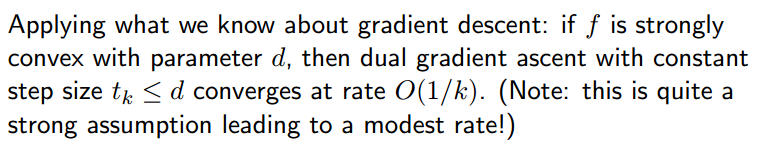 Applying what we know about gradient descent: if f is strongly
convex with parameter d, then dual gradient ascent with constant
step size t_k ≤ d converges at rate O(1/k). (Note: this is quite a
strong assumption leading to a modest rate!)